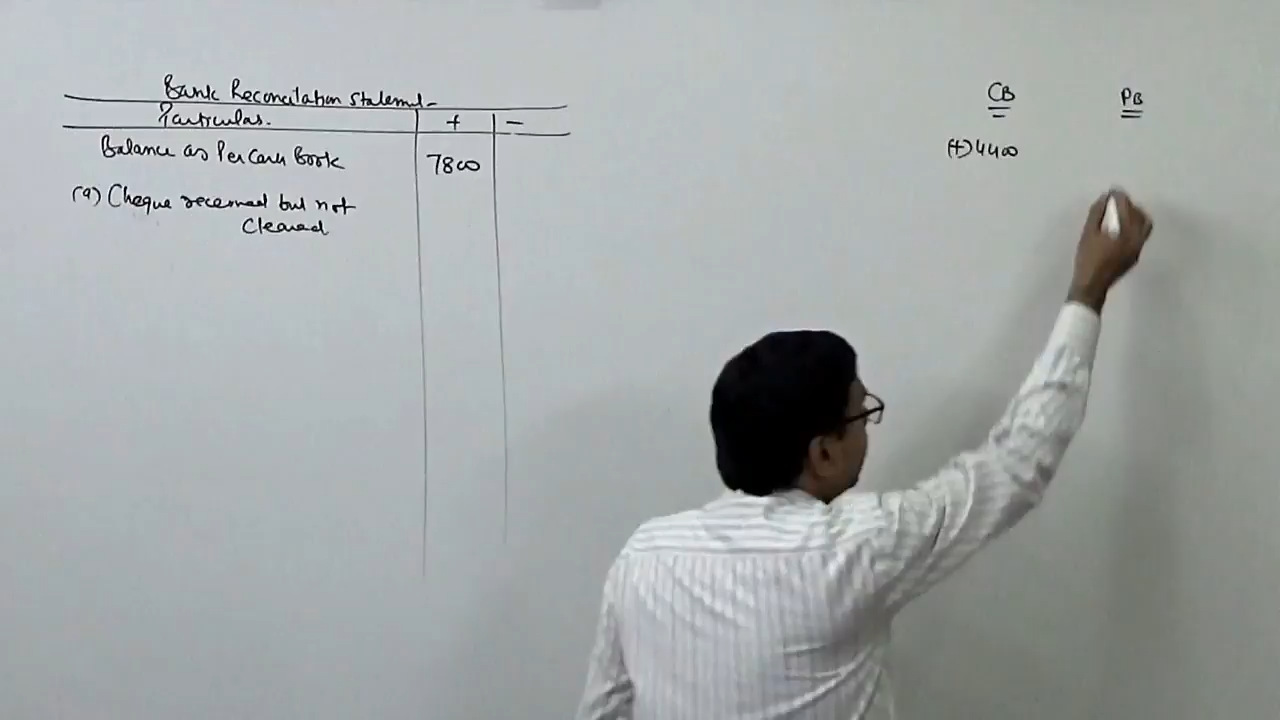 Bank Reconcilation Statement
Particulars. + -
Balance as Per Cash Book 7800
(a) Cheque received but not
Cleared
CB PB
(+) 4400